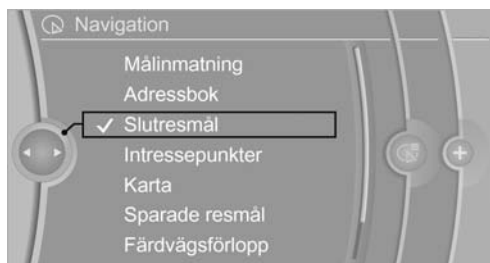 Navigation
Målinmatning
Adressbok
Slutresmål
Intressepunkter
Karta
Sparade resmål
Färdvägsförlopp